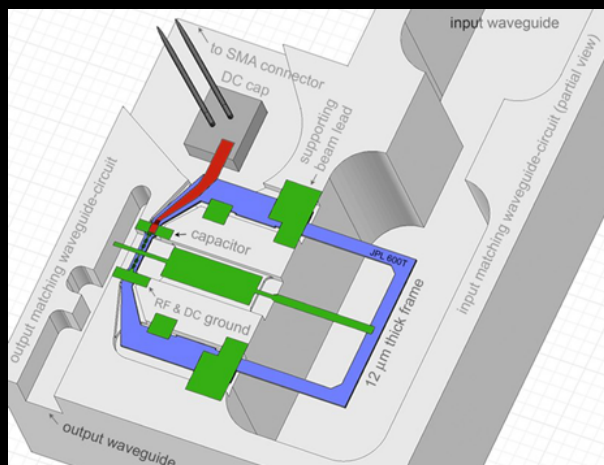 input waveguide
to SMA connector
DC cap
supporting
beam lead
input matching waveguide-circuit (partial view)
output matching waveguide-circuit
capacitor
JPL 600T
RF & DC ground
12 µm thick frame
output waveguide